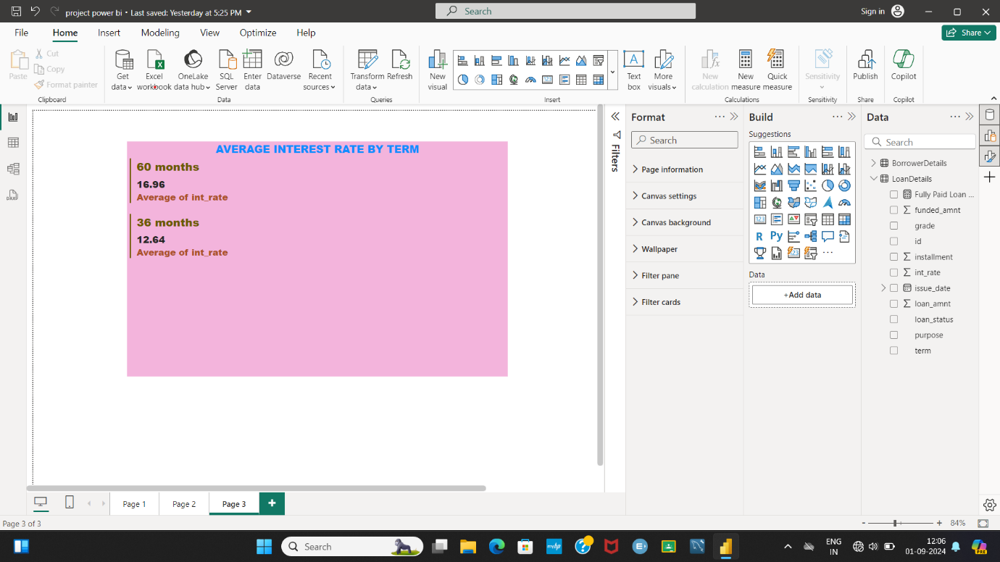 project power bi • Last saved: Yesterday at 5:25 PM
Search
Sign in
File Home Insert Modeling View Optimize Help
Share
Paste
Cut
Copy
Format painter
Clipboard
Get data
Excel workbook
OneLake data hub
SQL Server
Enter data
Dataverse
Recent sources
Data
Transform data
Refresh
Queries
New visual
Text box
More visuals
Insert
New calculation
New measure
Quick measure
Calculations
Sensitivity
Sensitivity
Publish
Share
Copilot
Copilot
AVERAGE INTEREST RATE BY TERM
60 months
16.96
Average of int_rate
36 months
12.64
Average of int_rate
Filters
Format
Search
Page information
Canvas settings
Canvas background
Wallpaper
Filter pane
Filter cards
Build
Suggestions
R Py
Data
+Add data
Data
Search
BorrowerDetails
LoanDetails
Fully Paid Loan ...
funded_amnt
grade
id
installment
int_rate
issue_date
loan_amnt
loan_status
purpose
term
Page 1 Page 2 Page 3 +
Page 3 of 3
- + 84%
Search
ENG
IN
12:06
01-09-2024